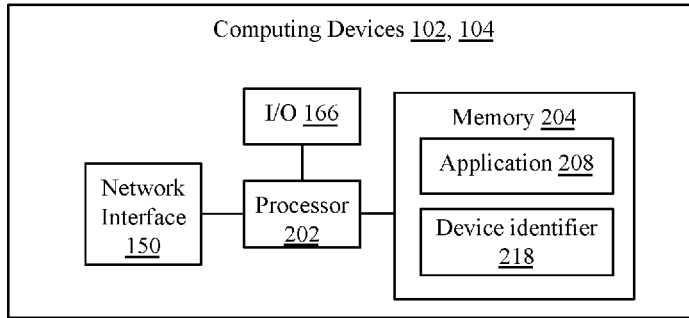 Computing Devices 102, 104
I/O 166
Memory 204
Application 208
Network
Interface
150
Processor
202
Device identifier
218